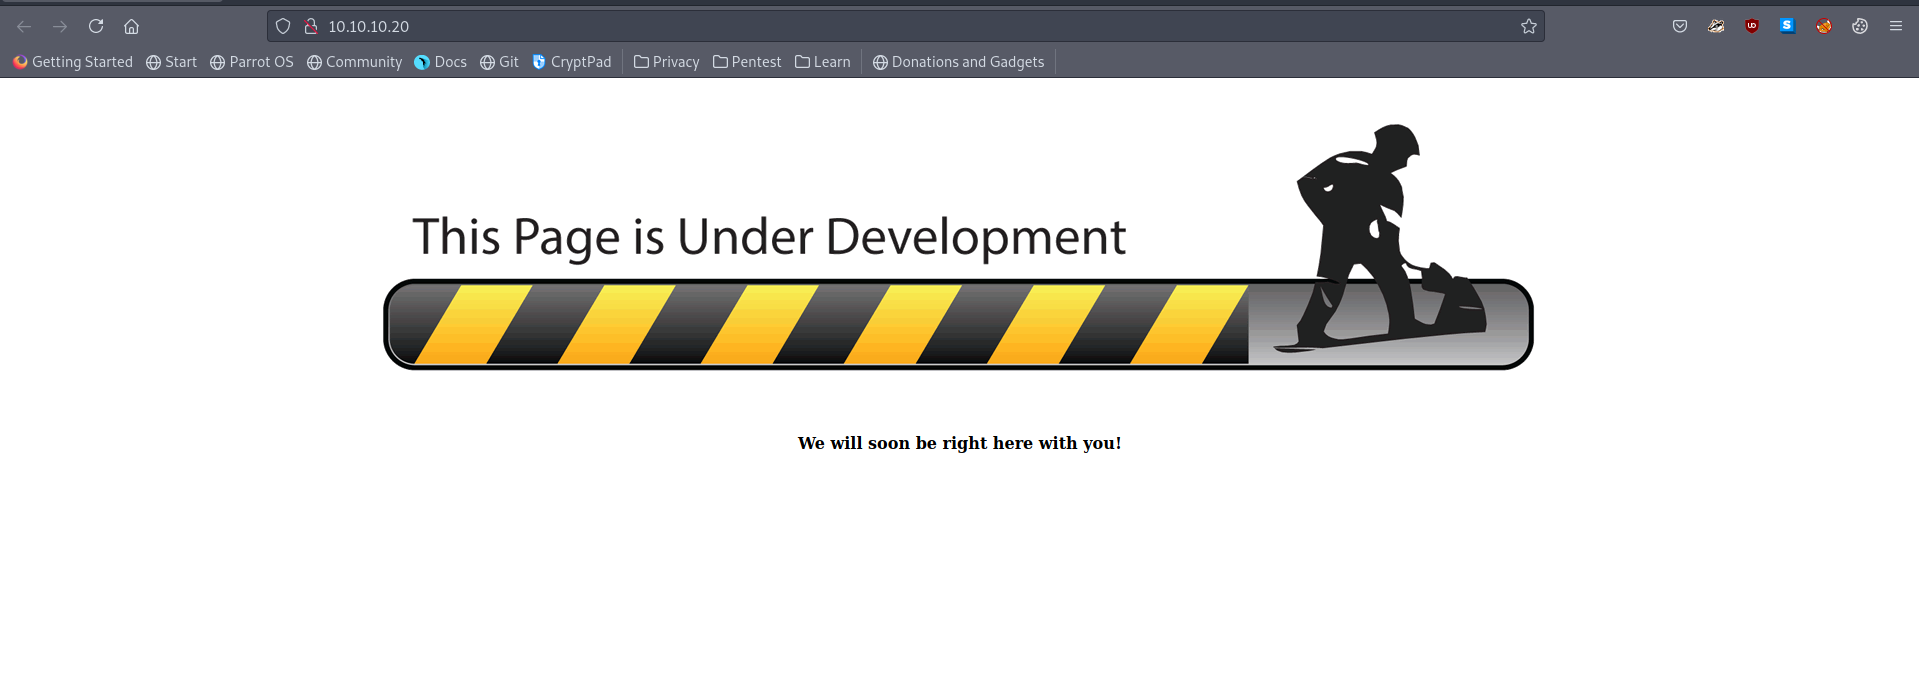 10.10.10.20
Getting Started Start Parrot OS Community Docs Git CryptPad Privacy Pentest Learn Donations and Gadgets
This Page is Under Development
We will soon be right here with you!